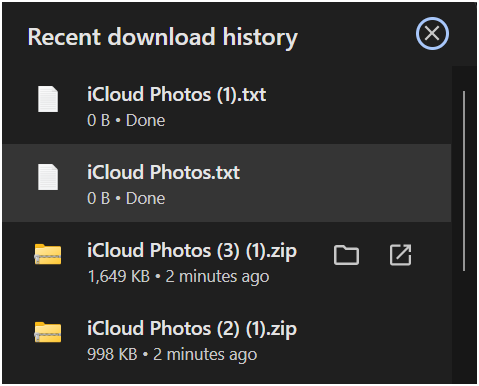 Recent download history
iCloud Photos (1).txt
0 B • Done
iCloud Photos.txt
0 B • Done
iCloud Photos (3) (1).zip
1,649 KB • 2 minutes ago
iCloud Photos (2) (1).zip
998 KB • 2 minutes ago